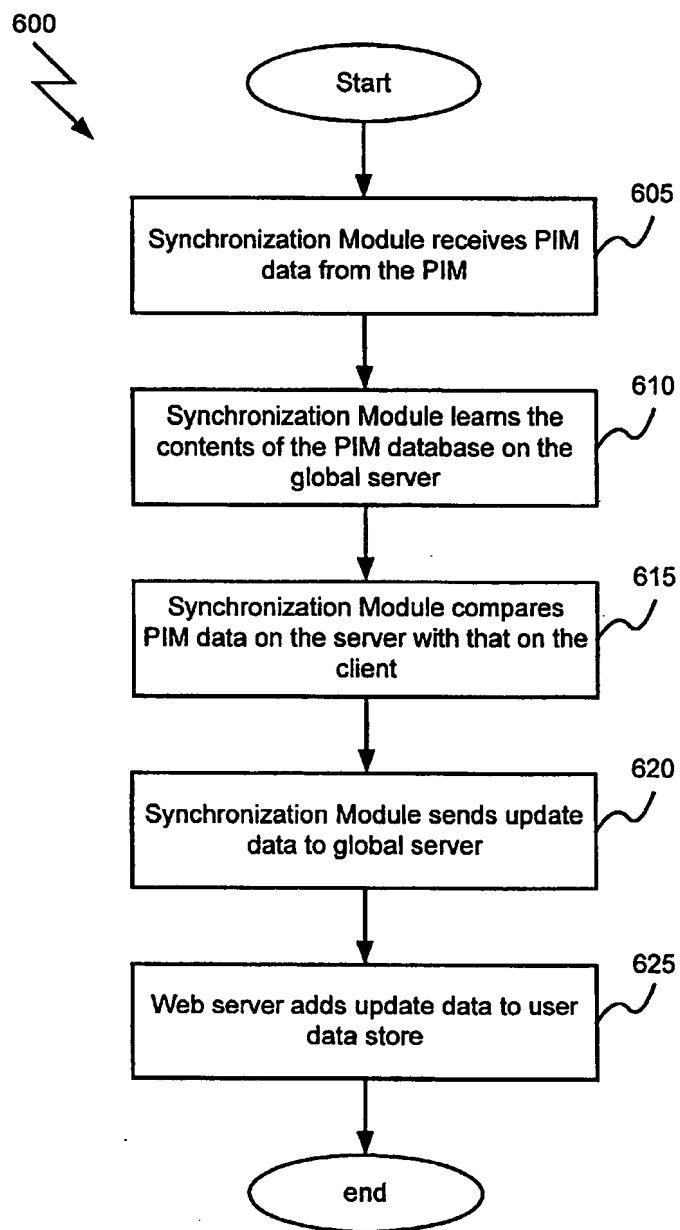 600
Start
605
Synchronization Module receives PIM
data from the PIM
610
Synchronization Module learns the
contents of the PIM database on the
global server
615
Synchronization Module compares
PIM data on the server with that on the
client
620
Synchronization Module sends update
data to global server
625
Web server adds update data to user
data store
end